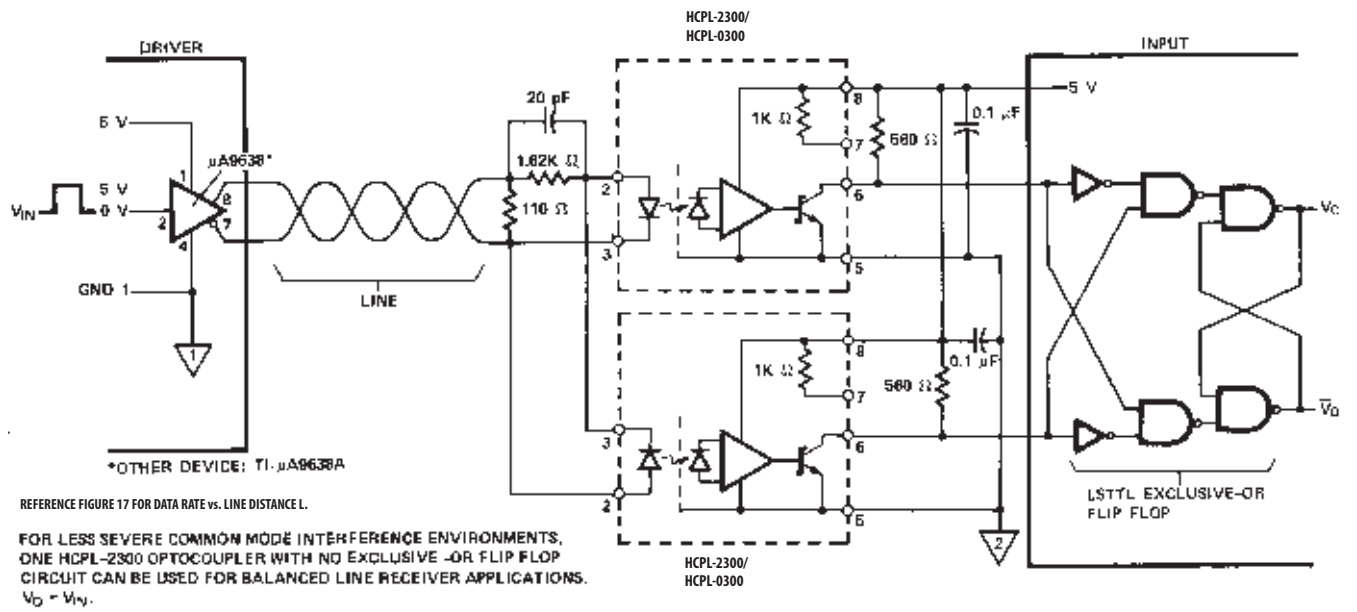 HCPL-2300/
HCPL-0300
DRIVER
INPUT
5 V
μA9638*
1
8
2
7
4
VIN
5 V
0 V
GND 1
1
LINE
20 pF
1.62K Ω
110 Ω
2
3
1K Ω
8
7
6
5
560 Ω
0.1 μF
5 V
3
2
1K Ω
8
7
6
5
560 Ω
0.1 μF
2
VO
V̅O
LSTTL EXCLUSIVE-OR
FLIP FLOP
HCPL-2300/
HCPL-0300
*OTHER DEVICE: TI-μA9638A
REFERENCE FIGURE 17 FOR DATA RATE vs. LINE DISTANCE L.
FOR LESS SEVERE COMMON MODE INTERFERENCE ENVIRONMENTS,
ONE HCPL-2300 OPTOCOUPLER WITH NO EXCLUSIVE -OR FLIP FLOP
CIRCUIT CAN BE USED FOR BALANCED LINE RECEIVER APPLICATIONS.
VO = VIN.